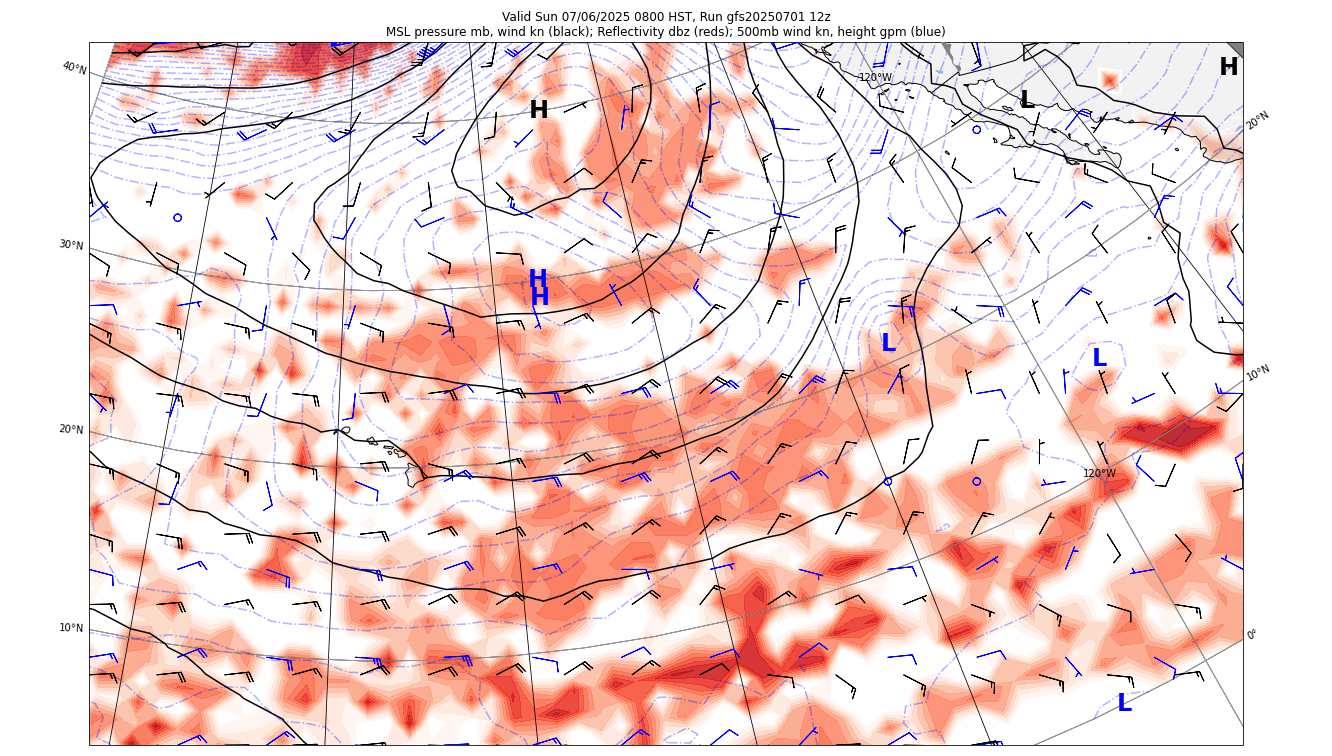 Valid Sun 07/06/2025 0800 HST, Run gfs20250701 12z
MSL pressure mb, wind kn (black); Reflectivity dbz (reds); 500mb wind kn, height gpm (blue)
40°N
120°W
H
H
L
20°N
30°N
H
H
L
L
10°N
20°N
120°W
10°N
0°
L